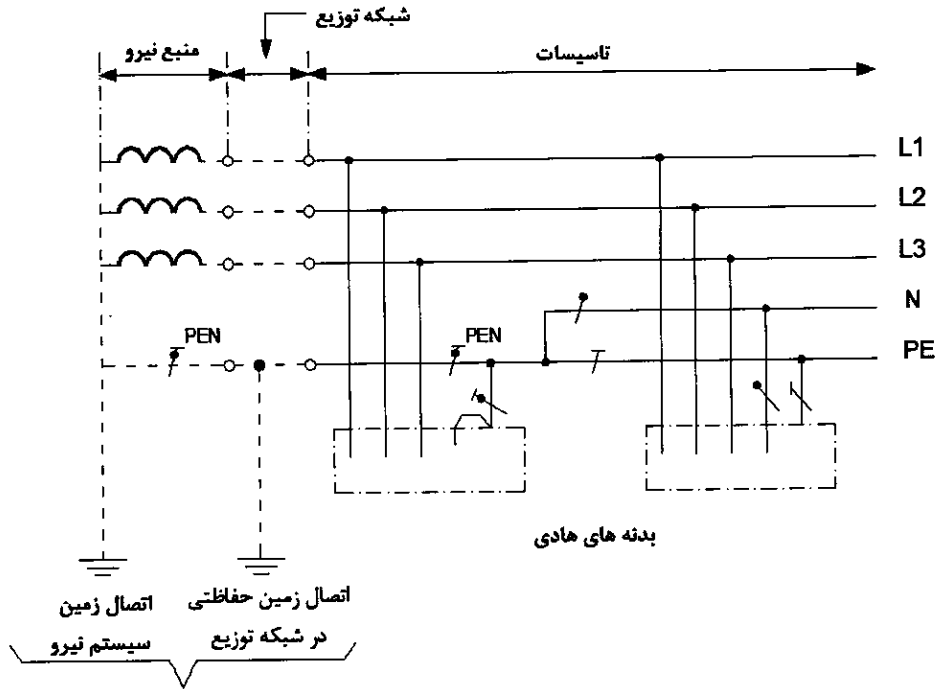 شبکه توزیع
منبع نیرو
تاسیسات
L1
L2
L3
N
PEN
PEN
PE
بدنه های هادی
اتصال زمین حفاظتی
در شبکه توزیع
اتصال زمین
سیستم نیرو